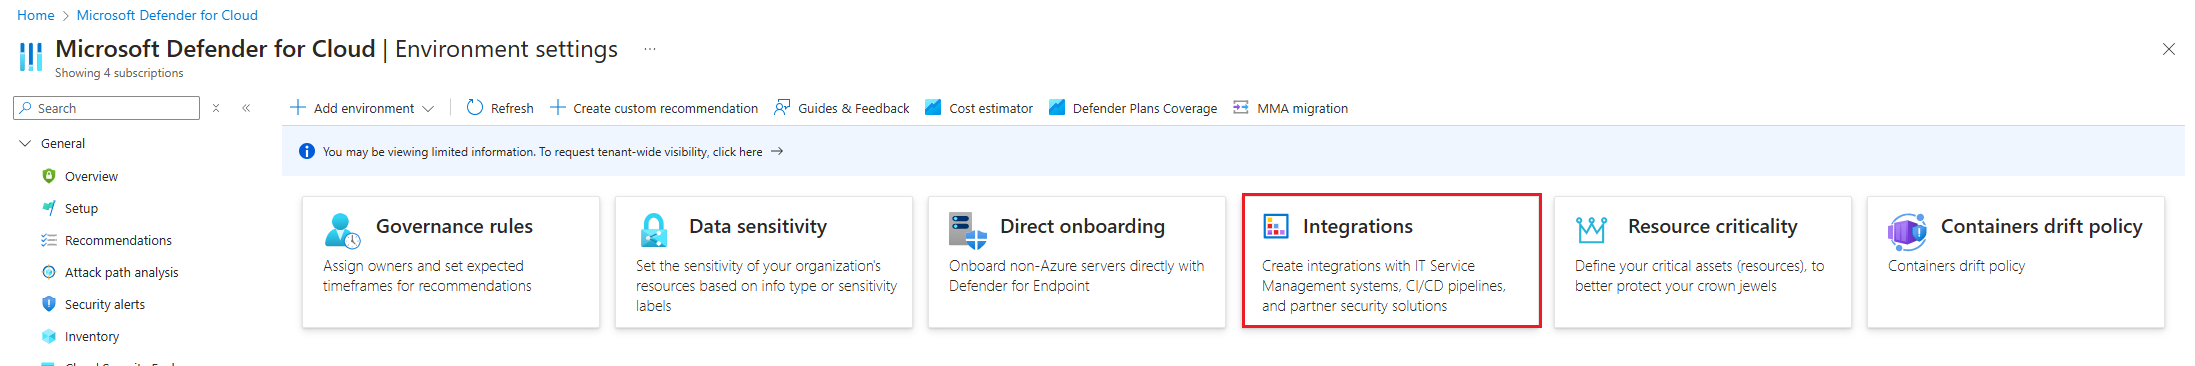 Home > Microsoft Defender for Cloud
Microsoft Defender for Cloud | Environment settings ...
Showing 4 subscriptions
Search
Add environment
Refresh
Create custom recommendation
Guides & Feedback
Cost estimator
Defender Plans Coverage
MMA migration
General
You may be viewing limited information. To request tenant-wide visibility, click here →
Overview
Setup
Recommendations
Attack path analysis
Security alerts
Inventory
Governance rules
Assign owners and set expected
timeframes for recommendations
Data sensitivity
Set the sensitivity of your organization's
resources based on info type or sensitivity
labels
Direct onboarding
Onboard non-Azure servers directly with
Defender for Endpoint
Integrations
Create integrations with IT Service
Management systems, CI/CD pipelines,
and partner security solutions
Resource criticality
Define your critical assets (resources), to
better protect your crown jewels
Containers drift policy
Containers drift policy